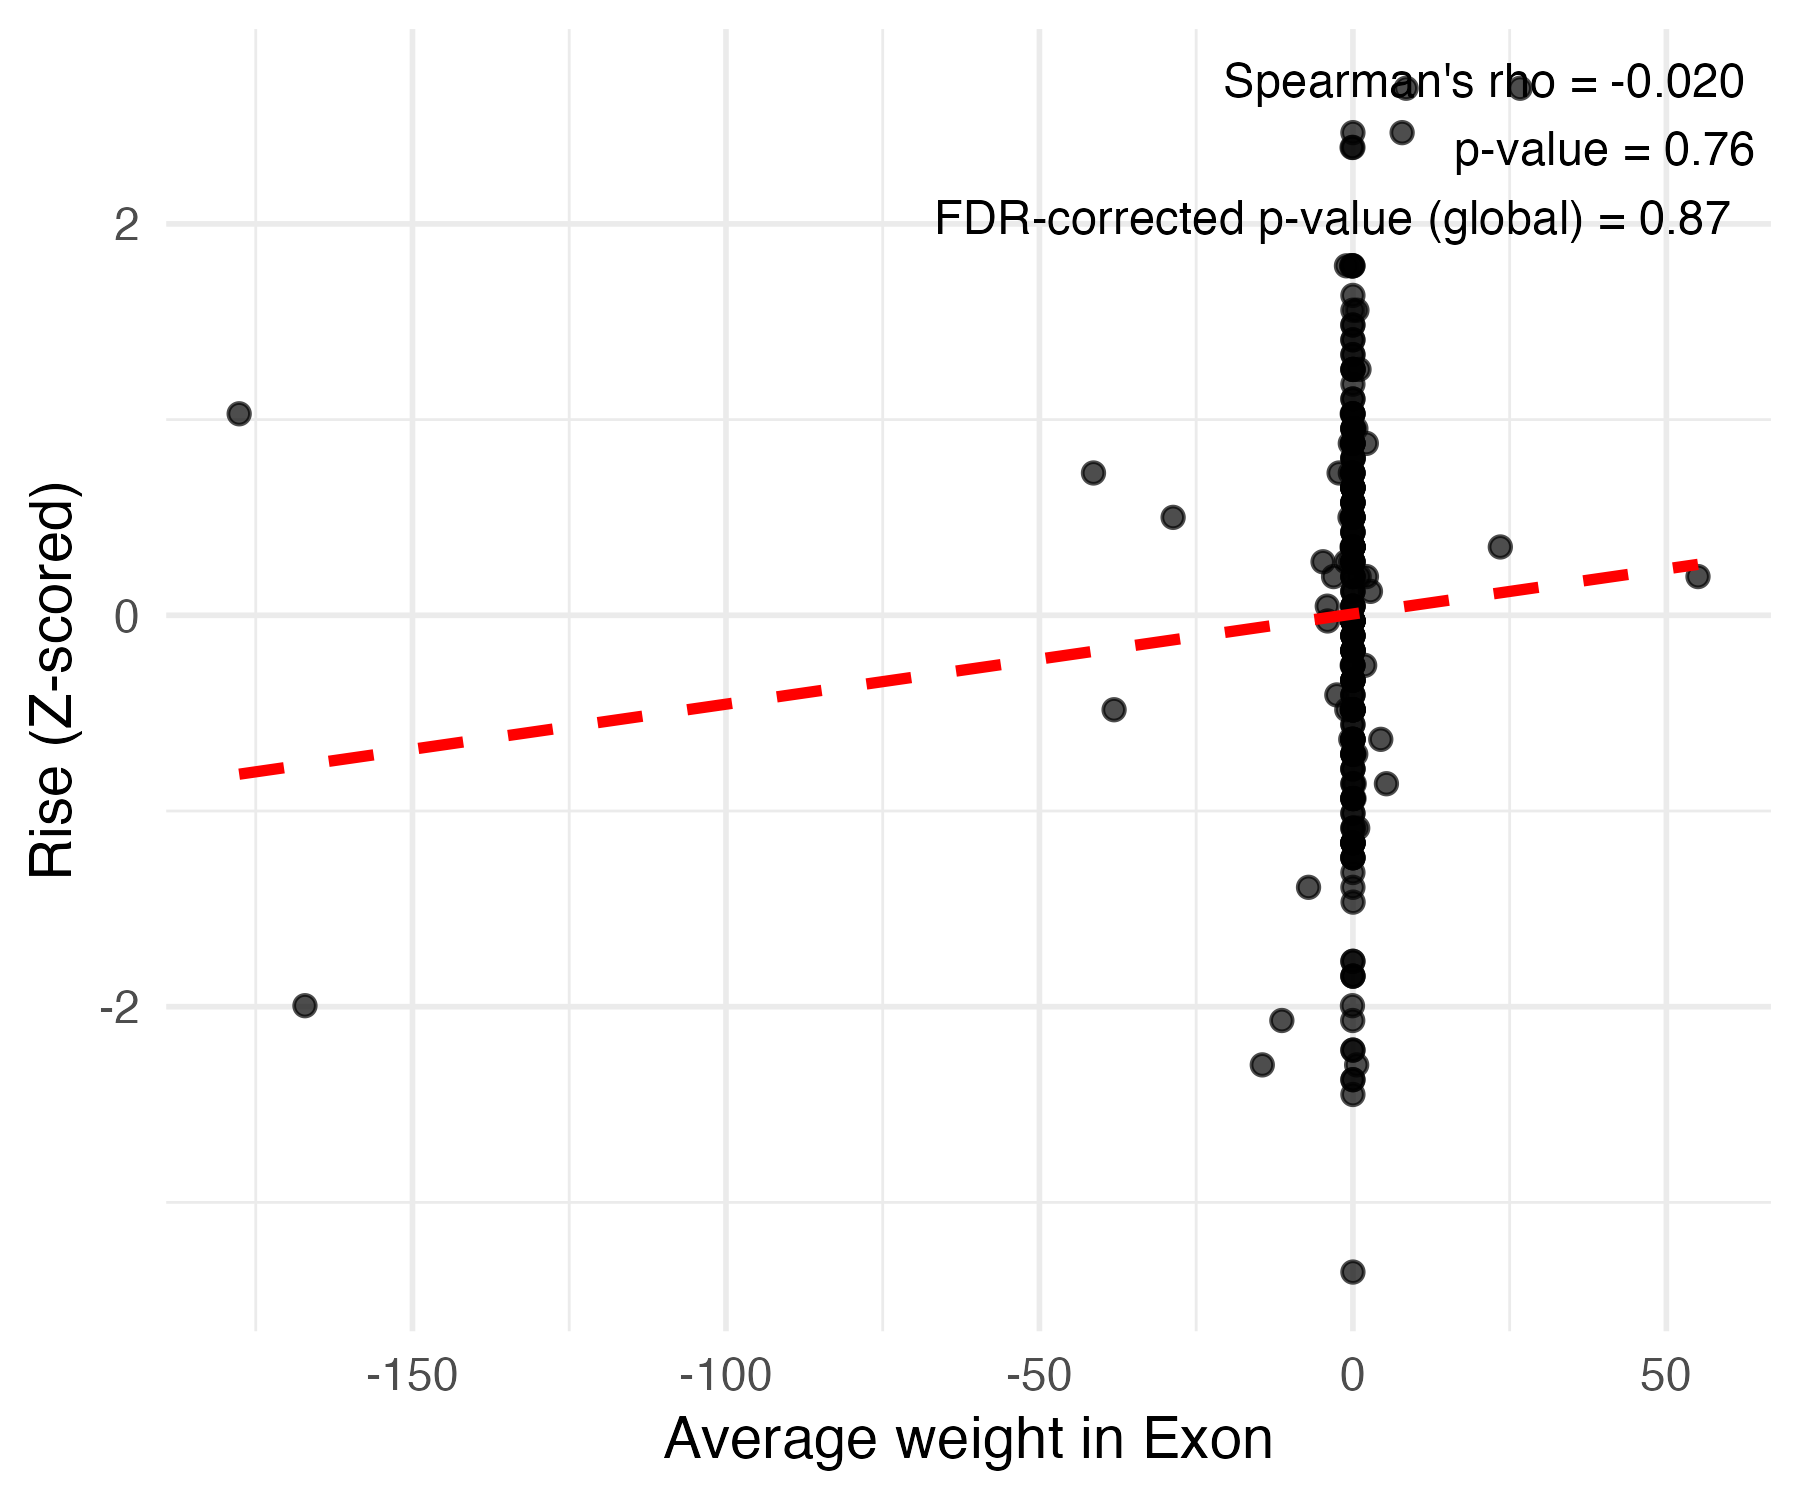 Spearman's rho = -0.020
p-value = 0.76
FDR-corrected p-value (global) = 0.87
2
0
-2
Rise (Z-scored)
-150
-100
-50
0
50
Average weight in Exon